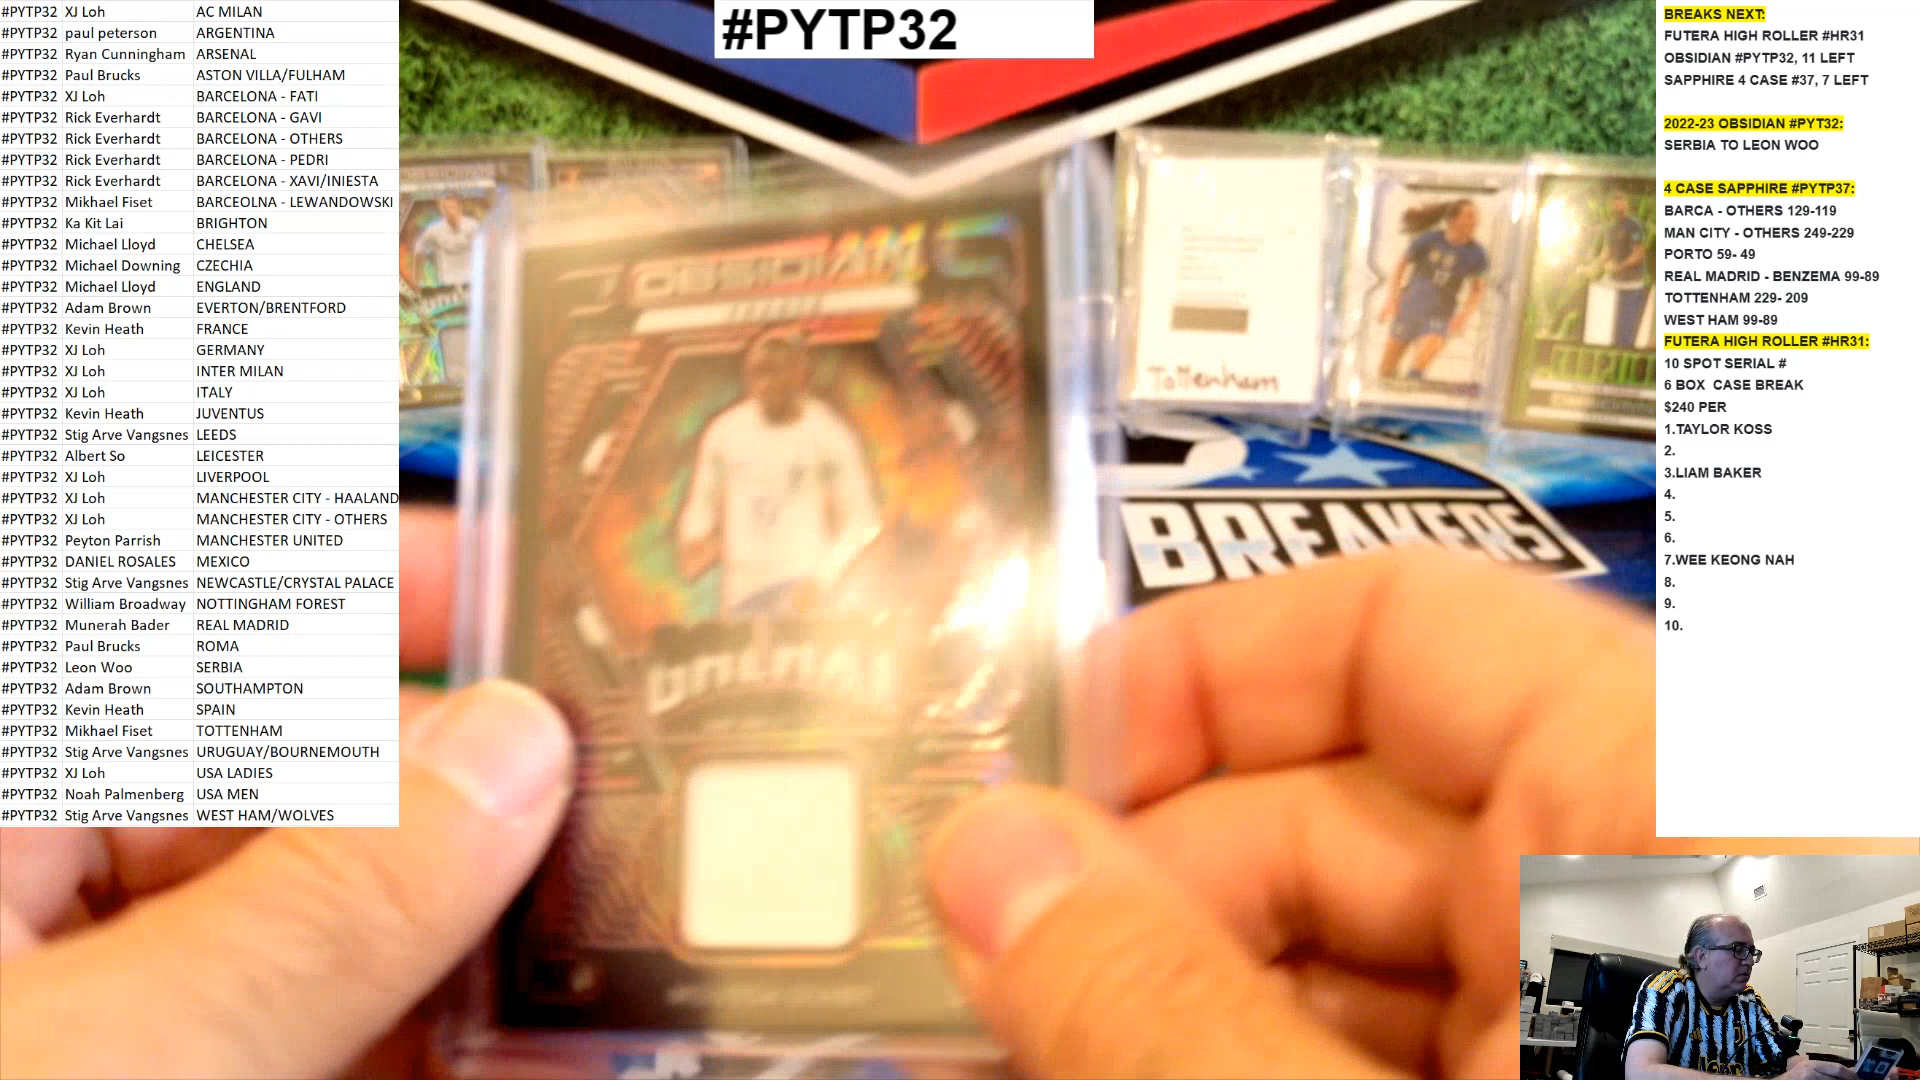 #PYTP32 XJ Loh AC MILAN
#PYTP32 paul peterson ARGENTINA
#PYTP32 Ryan Cunningham ARSENAL
#PYTP32 Paul Brucks ASTON VILLA/FULHAM
#PYTP32 XJ Loh BARCELONA - FATI
#PYTP32 Rick Everhardt BARCELONA - GAVI
#PYTP32 Rick Everhardt BARCELONA - OTHERS
#PYTP32 Rick Everhardt BARCELONA - PEDRI
#PYTP32 Rick Everhardt BARCELONA - XAVI/INIESTA
#PYTP32 Mikhael Fiset BARCEOLNA - LEWANDOWSKI
#PYTP32 Ka Kit Lai BRIGHTON
#PYTP32 Michael Lloyd CHELSEA
#PYTP32 Michael Downing CZECHIA
#PYTP32 Michael Lloyd ENGLAND
#PYTP32 Adam Brown EVERTON/BRENTFORD
#PYTP32 Kevin Heath FRANCE
#PYTP32 XJ Loh GERMANY
#PYTP32 XJ Loh INTER MILAN
#PYTP32 XJ Loh ITALY
#PYTP32 Kevin Heath JUVENTUS
#PYTP32 Stig Arve Vangsnes LEEDS
#PYTP32 Albert So LEICESTER
#PYTP32 XJ Loh LIVERPOOL
#PYTP32 XJ Loh MANCHESTER CITY - HAALAND
#PYTP32 XJ Loh MANCHESTER CITY - OTHERS
#PYTP32 Peyton Parrish MANCHESTER UNITED
#PYTP32 DANIEL ROSALES MEXICO
#PYTP32 Stig Arve Vangsnes NEWCASTLE/CRYSTAL PALACE
#PYTP32 William Broadway NOTTINGHAM FOREST
#PYTP32 Munerah Bader REAL MADRID
#PYTP32 Paul Brucks ROMA
#PYTP32 Leon Woo SERBIA
#PYTP32 Adam Brown SOUTHAMPTON
#PYTP32 Kevin Heath SPAIN
#PYTP32 Mikhael Fiset TOTTENHAM
#PYTP32 Stig Arve Vangsnes URUGUAY/BOURNEMOUTH
#PYTP32 XJ Loh USA LADIES
#PYTP32 Noah Palmenberg USA MEN
#PYTP32 Stig Arve Vangsnes WEST HAM/WOLVES
#PYTP32
OBSIDIAN
Tottenham
BREAKERS
BREAKS NEXT:
FUTERA HIGH ROLLER #HR31
OBSIDIAN #PYTP32, 11 LEFT
SAPPHIRE 4 CASE #37, 7 LEFT
2022-23 OBSIDIAN #PYT32:
SERBIA TO LEON WOO
4 CASE SAPPHIRE #PYTP37:
BARCA - OTHERS 129-119
MAN CITY - OTHERS 249-229
PORTO 59- 49
REAL MADRID - BENZEMA 99-89
TOTTENHAM 229- 209
WEST HAM 99-89
FUTERA HIGH ROLLER #HR31:
10 SPOT SERIAL #
6 BOX CASE BREAK
$240 PER
1.TAYLOR KOSS
2.
3.LIAM BAKER
4.
5.
6.
7.WEE KEONG NAH
8.
9.
10.